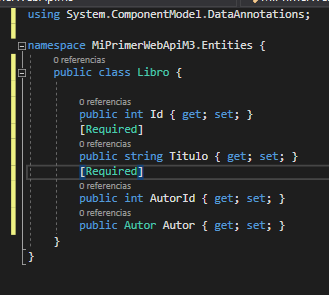 using System.ComponentModel.DataAnnotations;
namespace MiPrimerWebApiM3.Entities {
0 referencias
public class Libro {
0 referencias
public int Id { get; set; }
[Required]
0 referencias
public string Titulo { get; set; }
[Required]
0 referencias
public int AutorId { get; set; }
0 referencias
public Autor Autor { get; set; }
}
}